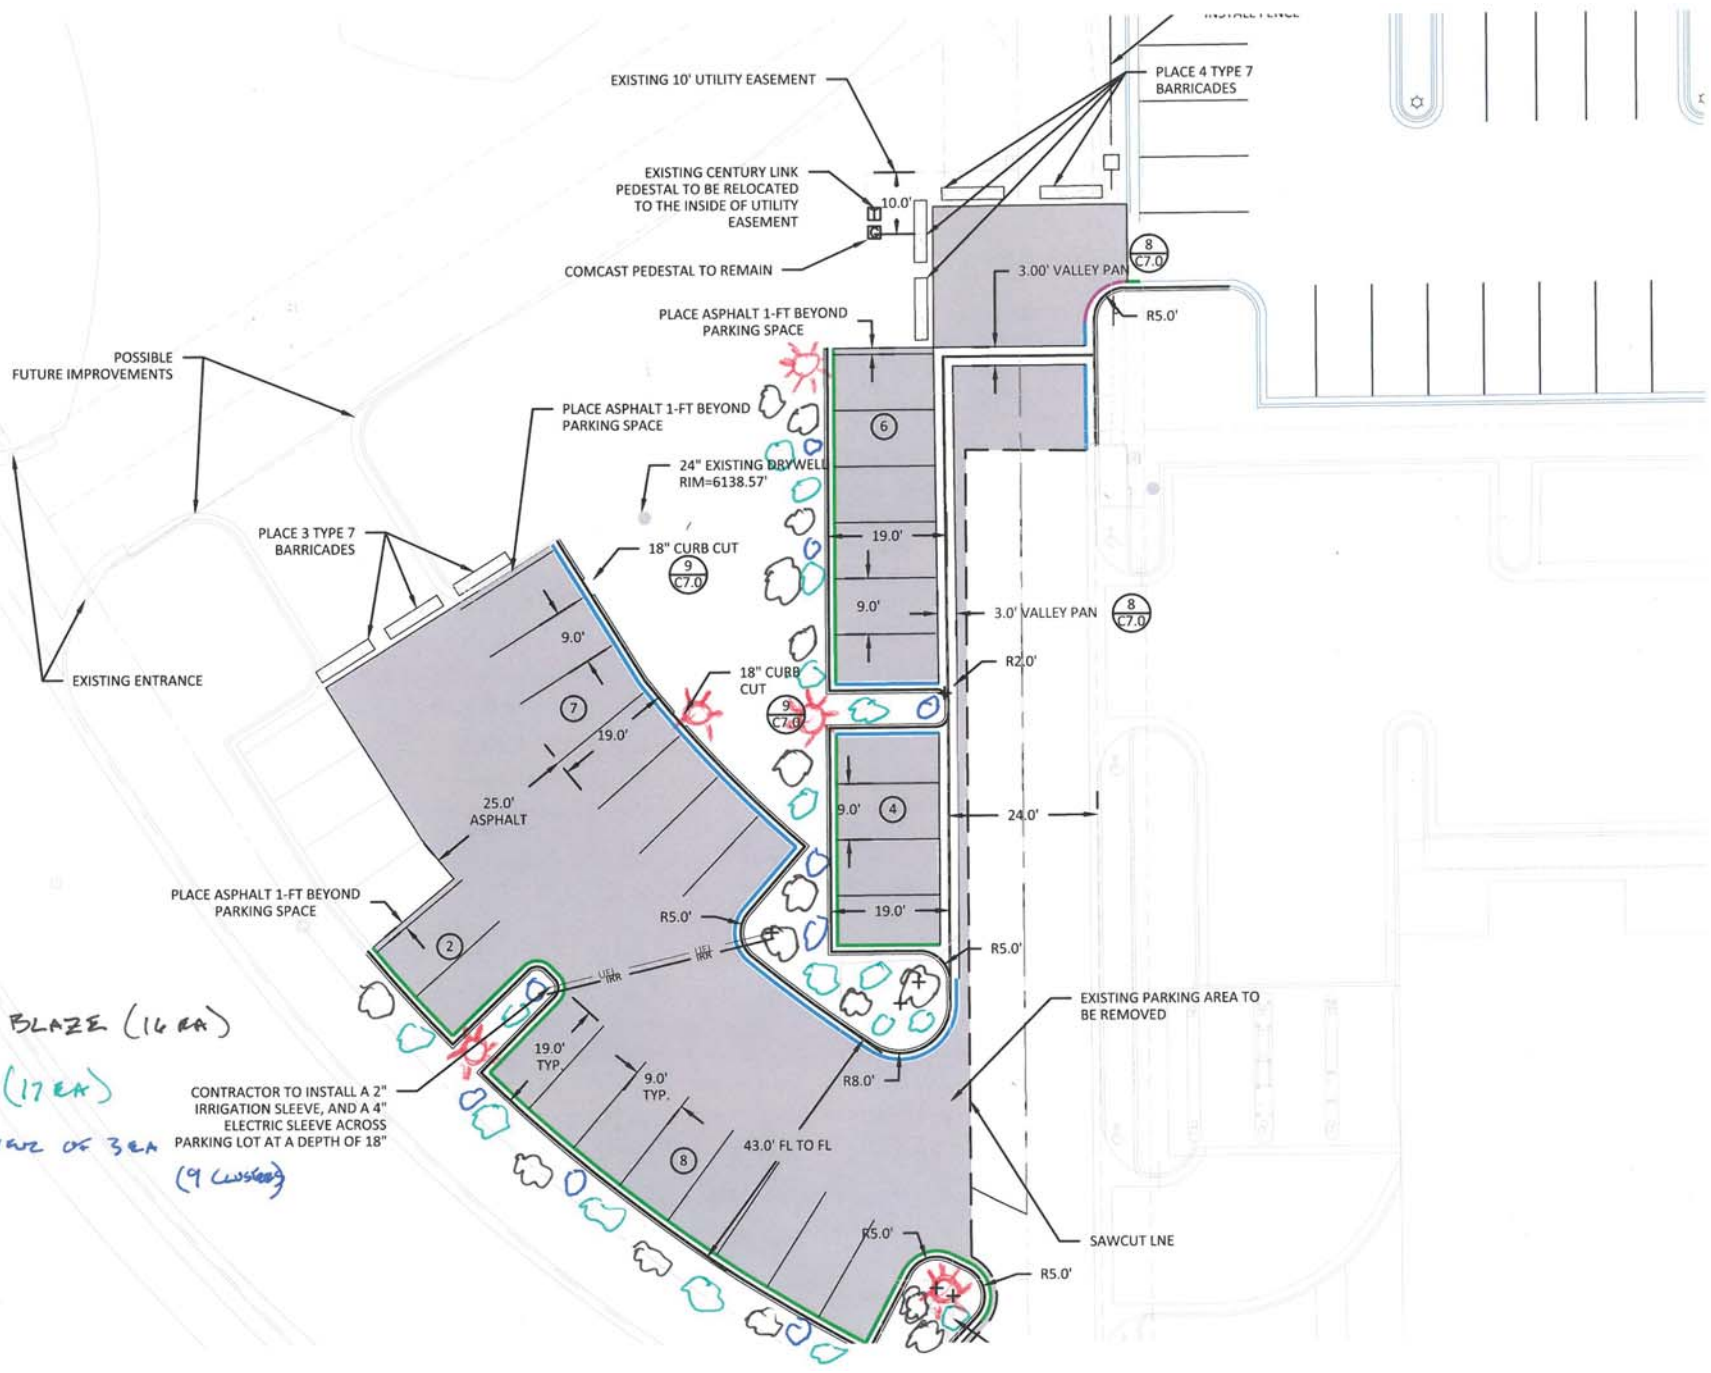 EXISTING 10' UTILITY EASEMENT
PLACE 4 TYPE 7
BARRICADES
EXISTING CENTURY LINK
PEDESTAL TO BE RELOCATED
TO THE INSIDE OF UTILITY
EASEMENT
10.0'
T
C
COMCAST PEDESTAL TO REMAIN
3.00' VALLEY PAN
8
C7.0
PLACE ASPHALT 1-FT BEYOND
PARKING SPACE
R5.0'
POSSIBLE
FUTURE IMPROVEMENTS
PLACE ASPHALT 1-FT BEYOND
PARKING SPACE
6
24" EXISTING DRYWELL
RIM=6138.57'
PLACE 3 TYPE 7
BARRICADES
18" CURB CUT
9
C7.0
19.0'
9.0'
3.0' VALLEY PAN
8
C7.0
9.0'
EXISTING ENTRANCE
R2.0'
18" CURB
CUT
9
C7.0
7
19.0'
25.0'
ASPHALT
9.0'
4
24.0'
PLACE ASPHALT 1-FT BEYOND
PARKING SPACE
R5.0'
19.0'
2
R5.0'
UEL
IRR
UEL
IRR
EXISTING PARKING AREA TO
BE REMOVED
BLAZE (16 EA)
19.0'
TYP.
9.0'
TYP.
R8.0'
(17 EA)
CONTRACTOR TO INSTALL A 2"
IRRIGATION SLEEVE, AND A 4"
ELECTRIC SLEEVE ACROSS
PARKING LOT AT A DEPTH OF 18"
OF 3 EA
(9 CLUSTERS)
43.0' FL TO FL
8
R5.0'
SAWCUT LNE
R5.0'